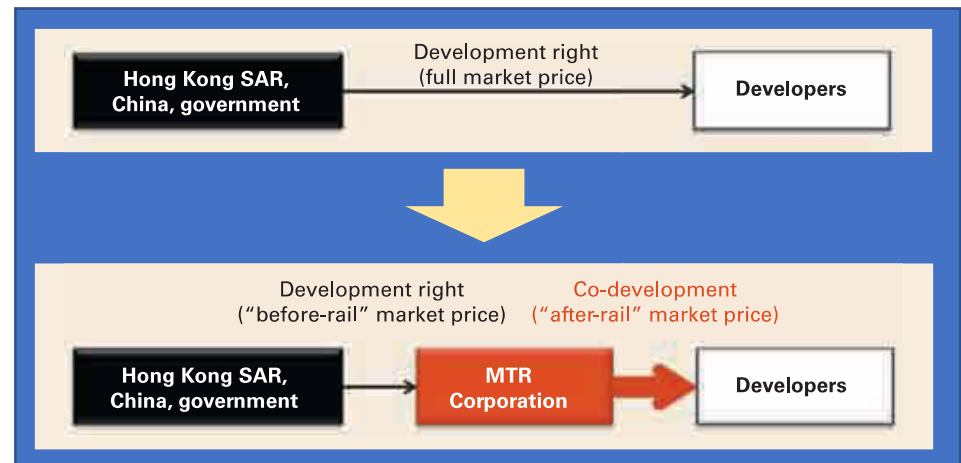 Development right
(full market price)
Hong Kong SAR,
China, government
Developers
Development right
(“before-rail” market price)
Co-development
(“after-rail” market price)
Hong Kong SAR,
China, government
MTR
Corporation
Developers